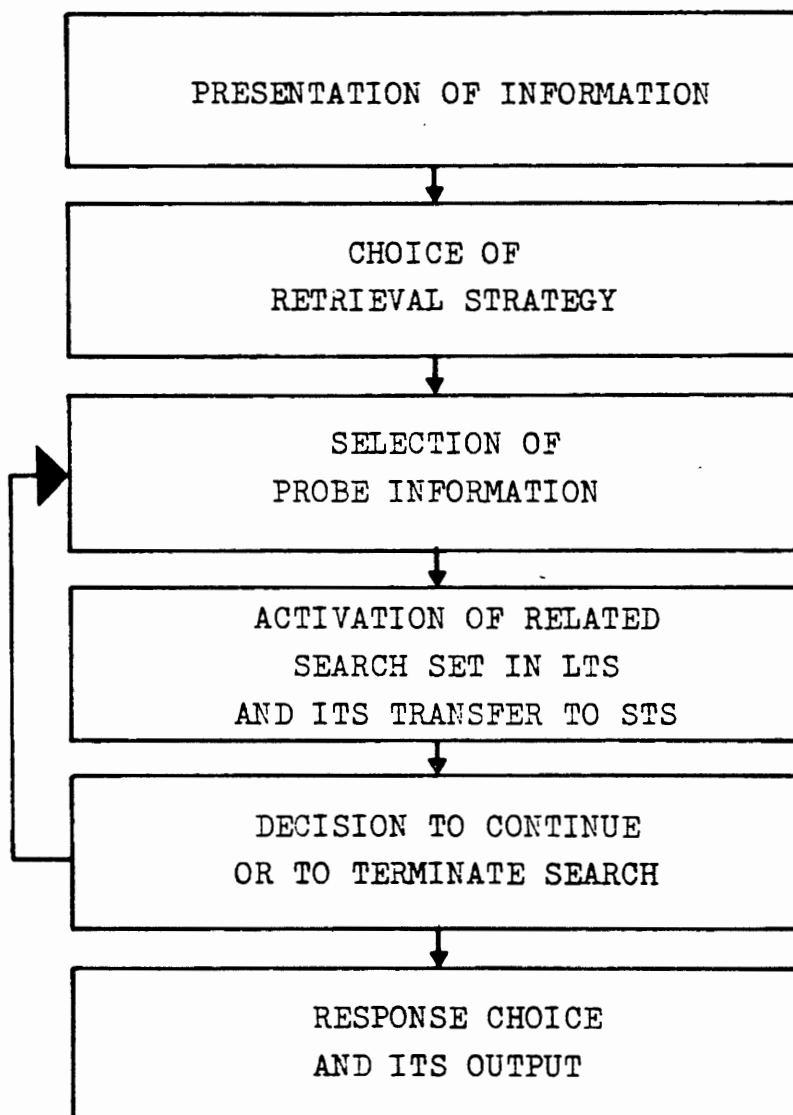 PRESENTATION OF INFORMATION
CHOICE OF
RETRIEVAL STRATEGY
SELECTION OF
PROBE INFORMATION
ACTIVATION OF RELATED
SEARCH SET IN LTS
AND ITS TRANSFER TO STS
DECISION TO CONTINUE
OR TO TERMINATE SEARCH
RESPONSE CHOICE
AND ITS OUTPUT